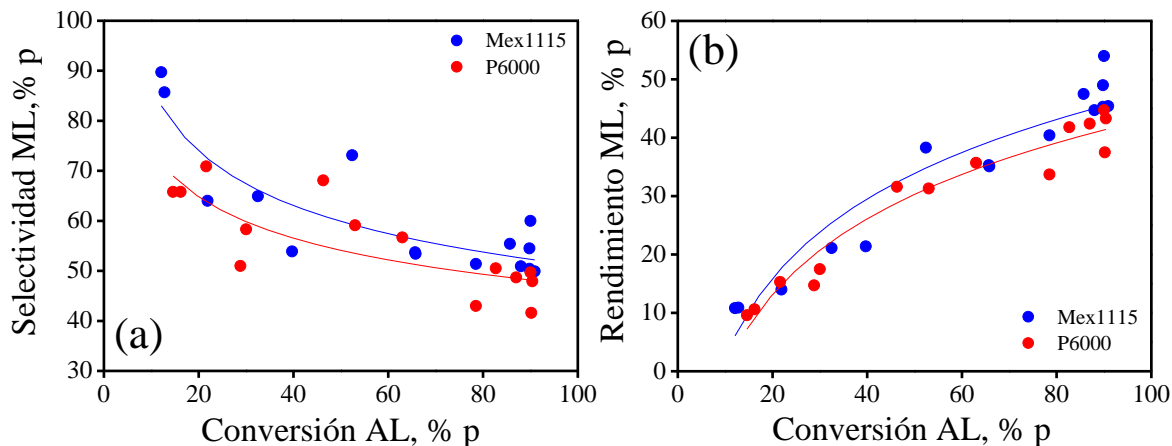 100
90
80
70
60
50
40
30
Selectividad ML,% p
Mex1115
P6000
(a)
0 20 40 60 80 100
Conversión AL, % p
60
50
40
30
20
10
0
Rendimiento ML, % p
(b)
Mex1115
P6000
0 20 40 60 80 100
Conversión AL, % p